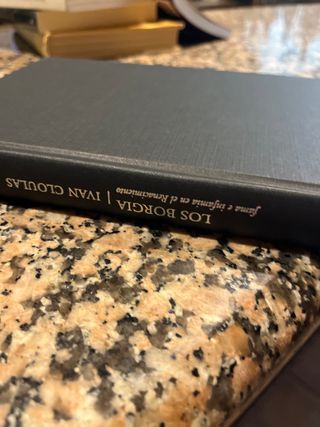 LOS BORGIA | IVAN CLOULAS
fama e infamia en el Renacimiento